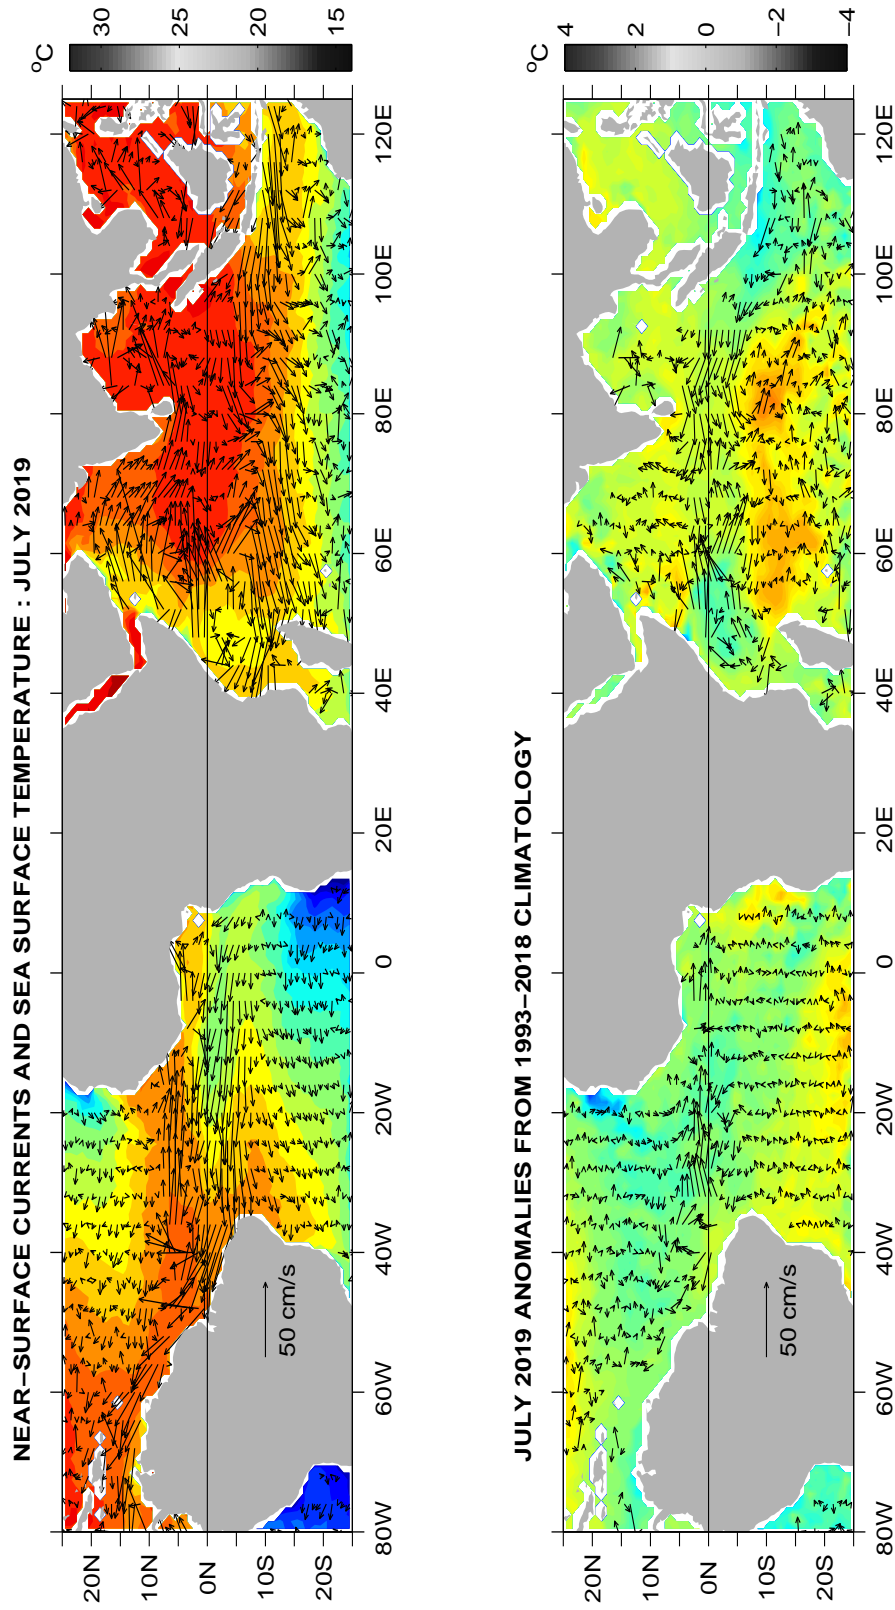 NEAR–SURFACE CURRENTS AND SEA SURFACE TEMPERATURE : JULY 2019
20N
10N
0N
10S
20S
50 cm/s
80W 60W 40W 20W 0 20E 40E 60E 80E 100E 120E
°C
30
25
20
15
JULY 2019 ANOMALIES FROM 1993–2018 CLIMATOLOGY
20N
10N
0N
10S
20S
50 cm/s
80W 60W 40W 20W 0 20E 40E 60E 80E 100E 120E
°C
4
2
0
−2
−4